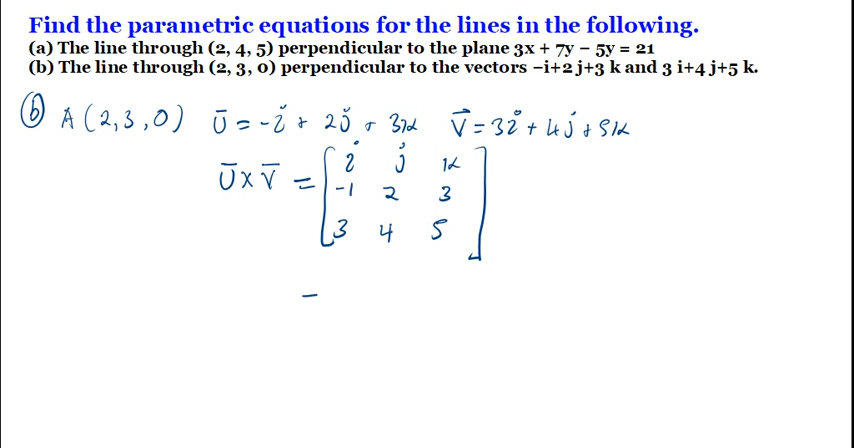 Find the parametric equations for the lines in the following.
(a) The line through (2, 4, 5) perpendicular to the plane 3x + 7y − 5y = 21
(b) The line through (2, 3, 0) perpendicular to the vectors −i+2 j+3 k and 3 i+4 j+5 k.
(b) A (2,3,0) U = -i + 2j + 3k V = 3i + 4j + 5k
U x V = [ i j k
-1 2 3
3 4 5 ]
=